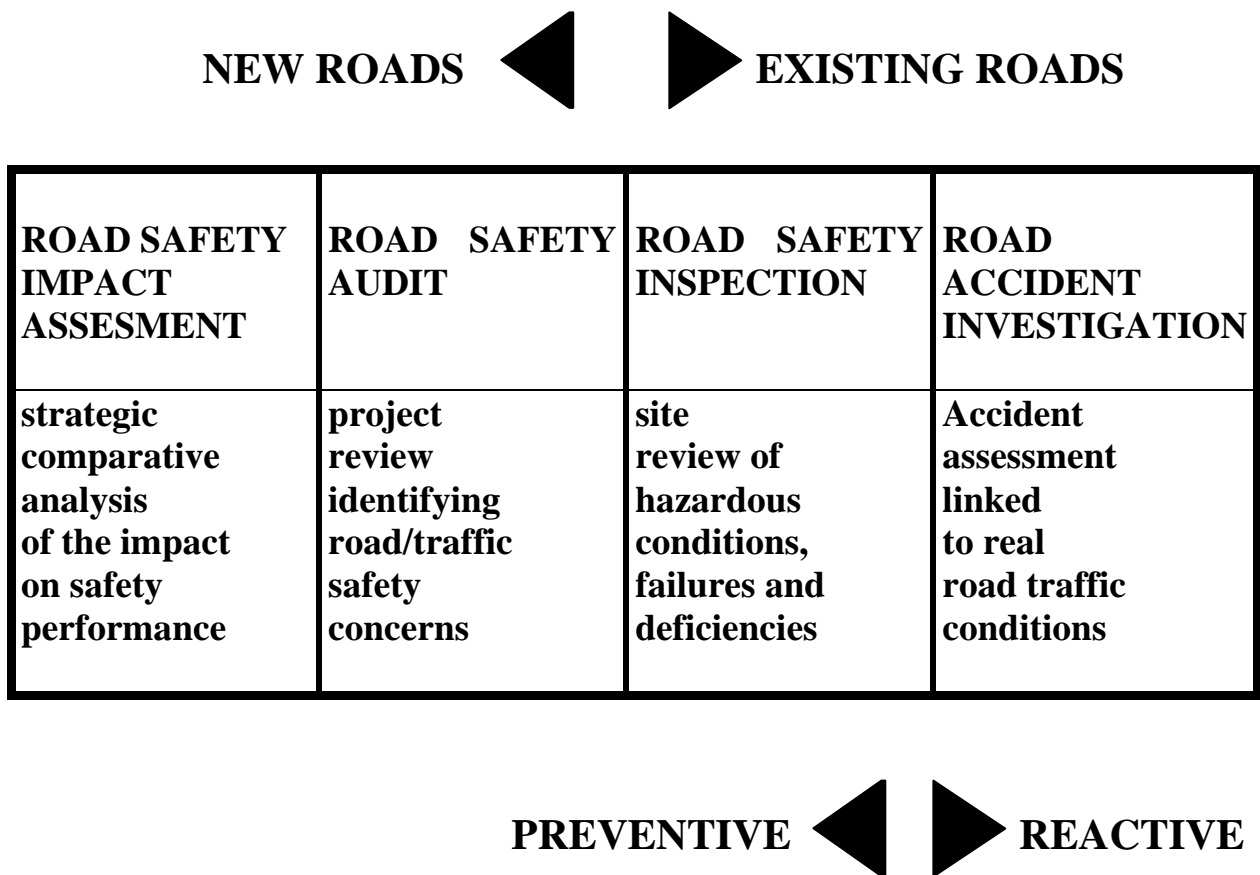 NEW ROADS EXISTING ROADS
ROAD SAFETY
IMPACT
ASSESMENT
ROAD SAFETY
AUDIT
ROAD SAFETY
INSPECTION
ROAD
ACCIDENT
INVESTIGATION
strategic
comparative
analysis
of the impact
on safety
performance
project
review
identifying
road/traffic
safety
concerns
site
review of
hazardous
conditions,
failures and
deficiencies
Accident
assessment
linked
to real
road traffic
conditions
PREVENTIVE REACTIVE